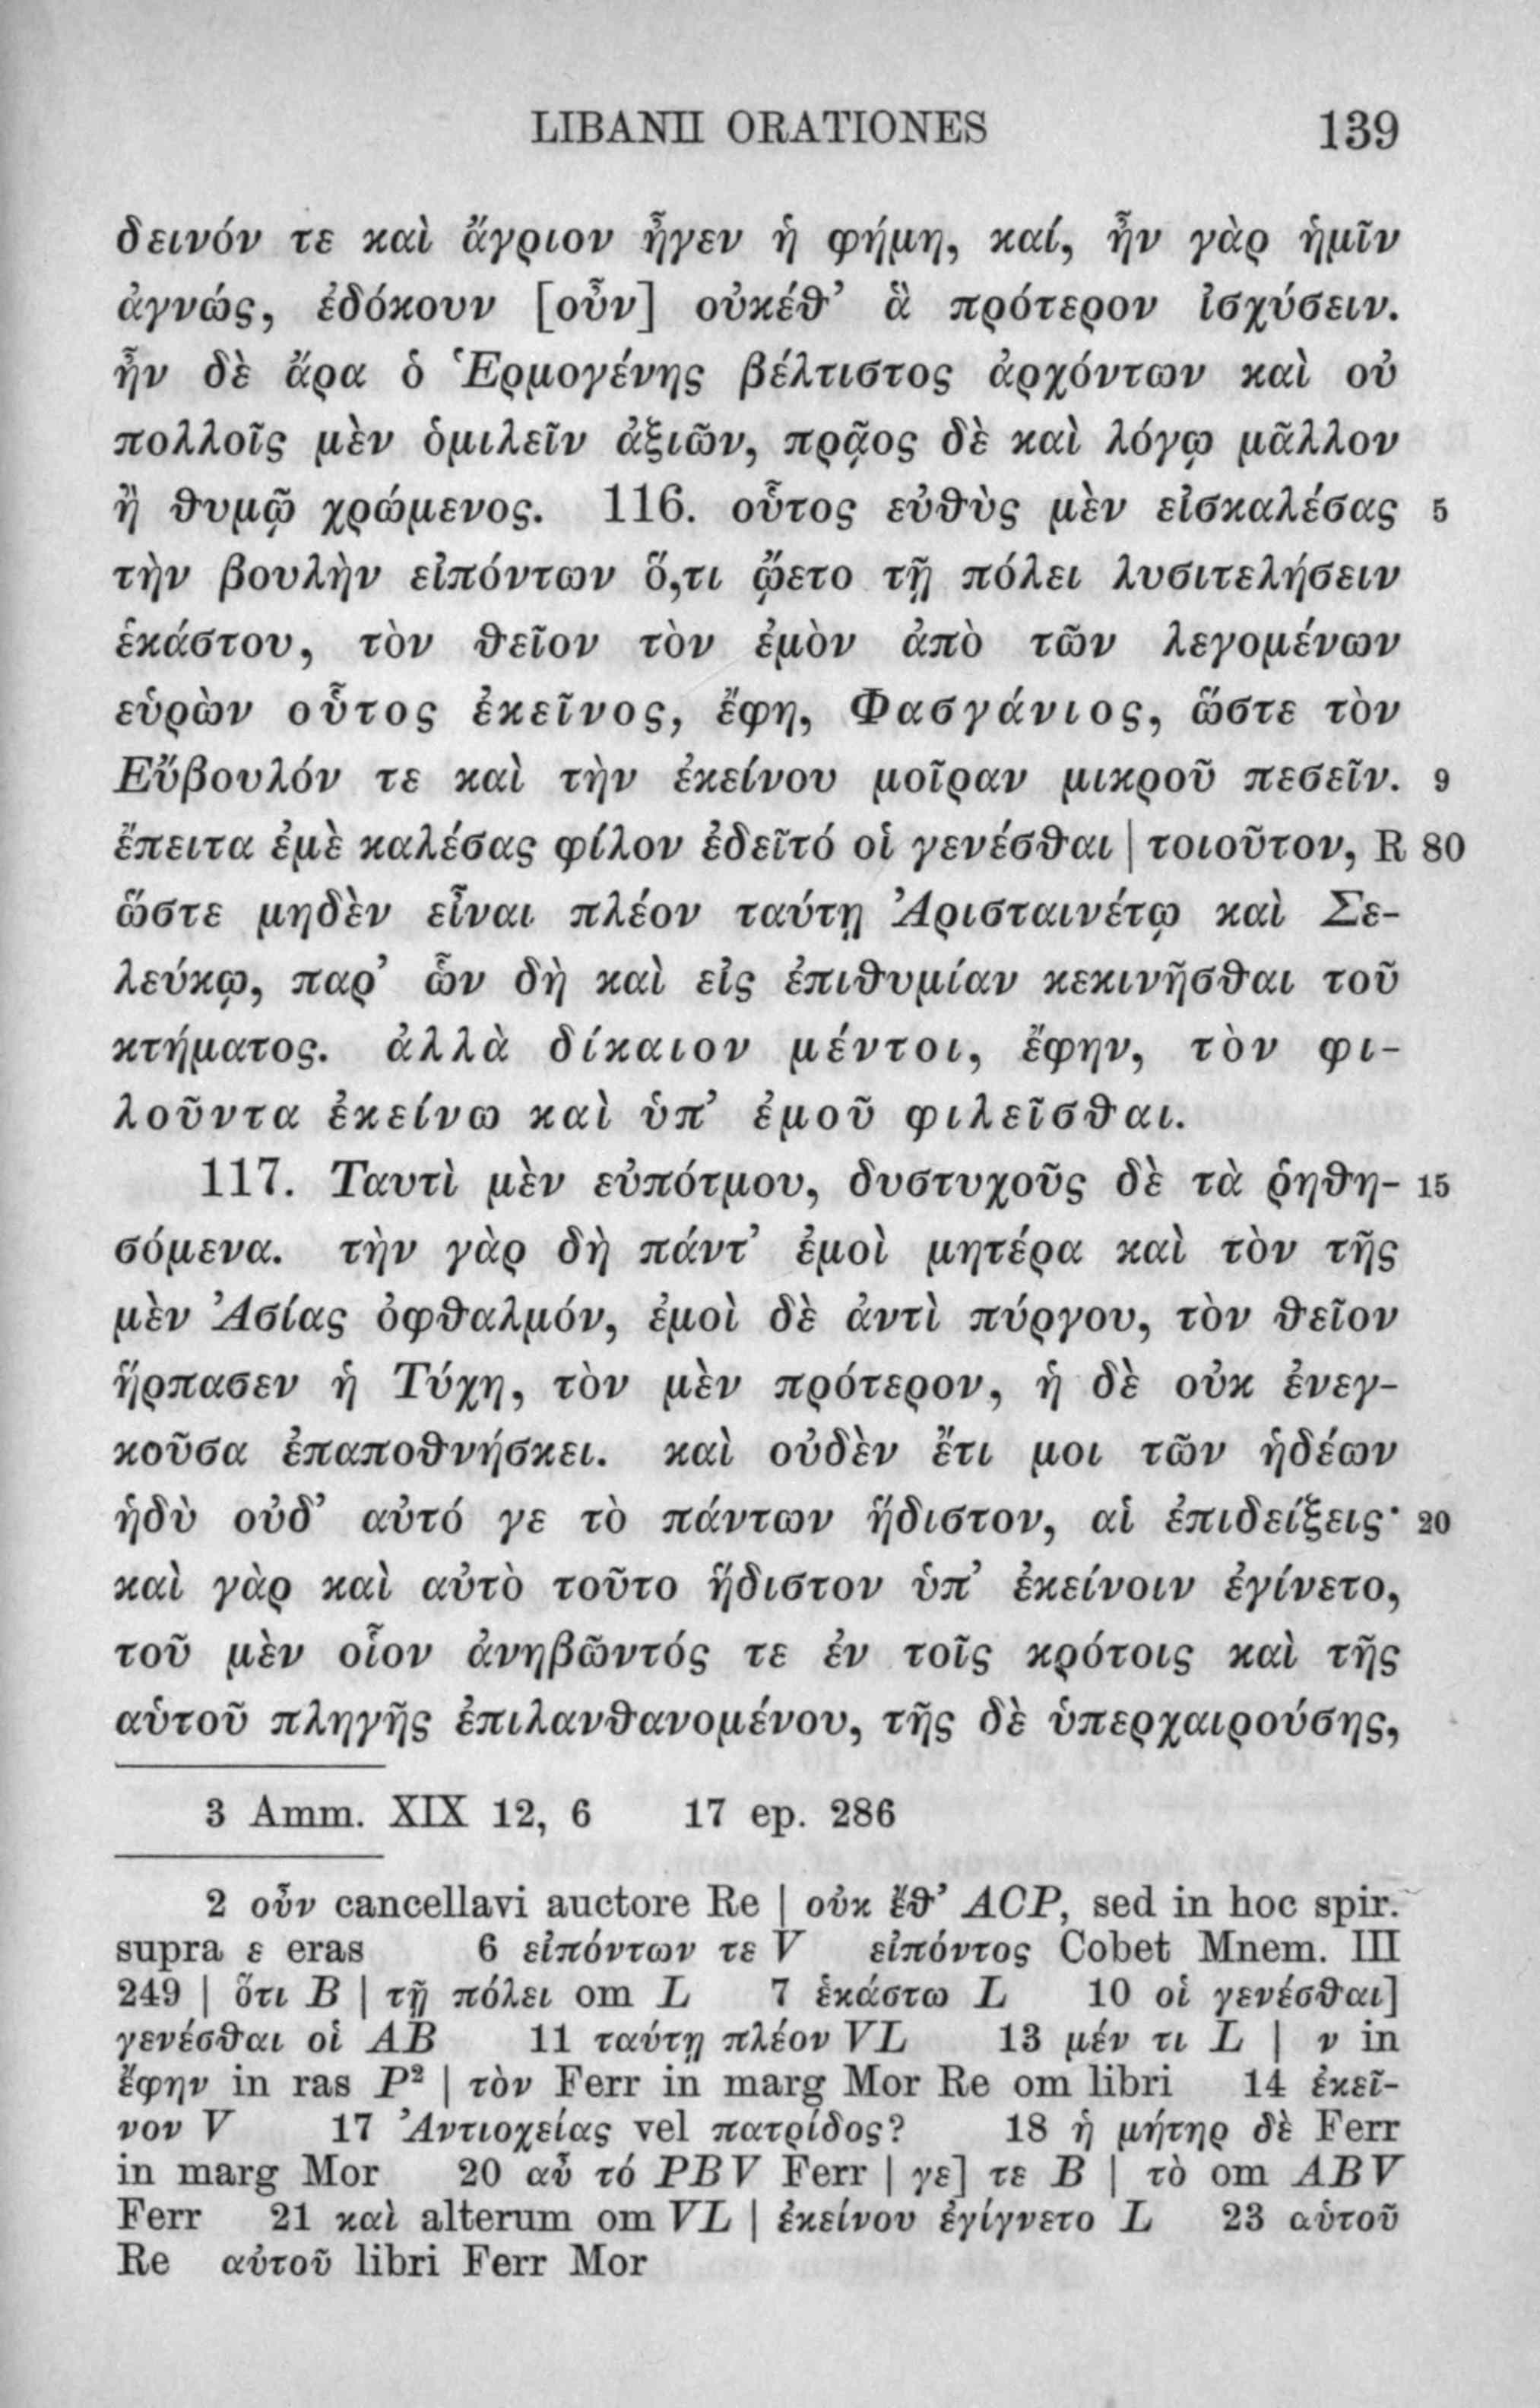 LIBANII ORATIONES 139
δεινόν τε καὶ ἄγριον ἦγεν ἡ φήμη, καί, ἦν γὰρ ἡμῖν
ἀγνώς, ἐδόκουν [οὖν] οὐκέθ’ ἃ πρότερον ἰσχύσειν.
ἦν δὲ ἄρα ὁ Ἑρμογένης βέλτιστος ἀρχόντων καὶ οὐ
πολλοῖς μὲν ὁμιλεῖν ἀξιῶν, πρᾷος δὲ καὶ λόγῳ μᾶλλον
ἢ θυμῷ χρώμενος. 116. οὗτος εὐθὺς μὲν εἰσκαλέσας 5
τὴν βουλὴν εἰπόντων ὅ,τι ᾤετο τῇ πόλει λυσιτελήσειν
ἑκάστου, τὸν θεῖον τὸν ἐμὸν ἀπὸ τῶν λεγομένων
εὑρὼν οὗτος ἐκεῖνος, ἔφη, Φασγάνιος, ὥστε τὸν
Εὔβουλόν τε καὶ τὴν ἐκείνου μοῖραν μικροῦ πεσεῖν. 9
ἔπειτα ἐμὲ καλέσας φίλον ἐδεῖτό οἱ γενέσθαι | τοιοῦτον, R 80
ὥστε μηδὲν εἶναι πλέον ταύτῃ Ἀρισταινέτῳ καὶ Σε-
λεύκῳ, παρ’ ὧν δὴ καὶ εἰς ἐπιθυμίαν κεκινῆσθαι τοῦ
κτήματος. ἀλλὰ δίκαιον μέντοι, ἔφην, τὸν φι-
λοῦντα ἐκείνω καὶ ὑπ’ ἐμοῦ φιλεῖσθαι.
117. Ταυτὶ μὲν εὐπότμου, δυστυχοῦς δὲ τὰ ῥηθη- 15
σόμενα. τὴν γὰρ δὴ πάντ’ ἐμοὶ μητέρα καὶ τὸν τῆς
μὲν Ἀσίας ὀφθαλμόν, ἐμοὶ δὲ ἀντὶ πύργου, τὸν θεῖον
ἥρπασεν ἡ Τύχη, τὸν μὲν πρότερον, ἡ δὲ οὐκ ἐνεγ-
κοῦσα ἐπαποθνήσκει. καὶ οὐδὲν ἔτι μοι τῶν ἡδέων
ἡδὺ οὐδ’ αὐτό γε τὸ πάντων ἥδιστον, αἱ ἐπιδείξεις· 20
καὶ γὰρ καὶ αὐτὸ τοῦτο ἥδιστον ὑπ’ ἐκείνοιν ἐγίνετο,
τοῦ μὲν οἷον ἀνηβῶντός τε ἐν τοῖς κρότοις καὶ τῆς
αὑτοῦ πληγῆς ἐπιλανθανομένου, τῆς δὲ ὑπερχαιρούσης,
3 Amm. XIX 12, 6 17 ep. 286
2 οὖν cancellavi auctore Re | οὐκ ἔθ’ ACP, sed in hoc spir.
supra ε eras 6 εἰπόντων τε V εἰπόντος Cobet Mnem. III
249 | ὅτι B | τῇ πόλει om L 7 ἑκάστω L 10 οἱ γενέσθαι]
γενέσθαι οἱ AB 11 ταύτῃ πλέον VL 13 μέν τι L | ν in
ἔφην in ras P² | τὸν Ferr in marg Mor Re om libri 14 ἐκεῖ-
νον V 17 Ἀντιοχείας vel πατρίδος? 18 ἡ μήτηρ δὲ Ferr
in marg Mor 20 αὖ τό PBV Ferr | γε] τε B | τὸ om ABV
Ferr 21 καὶ alterum om VL | ἐκείνου ἐγίγνετο L 23 αὑτοῦ
Re αὐτοῦ libri Ferr Mor